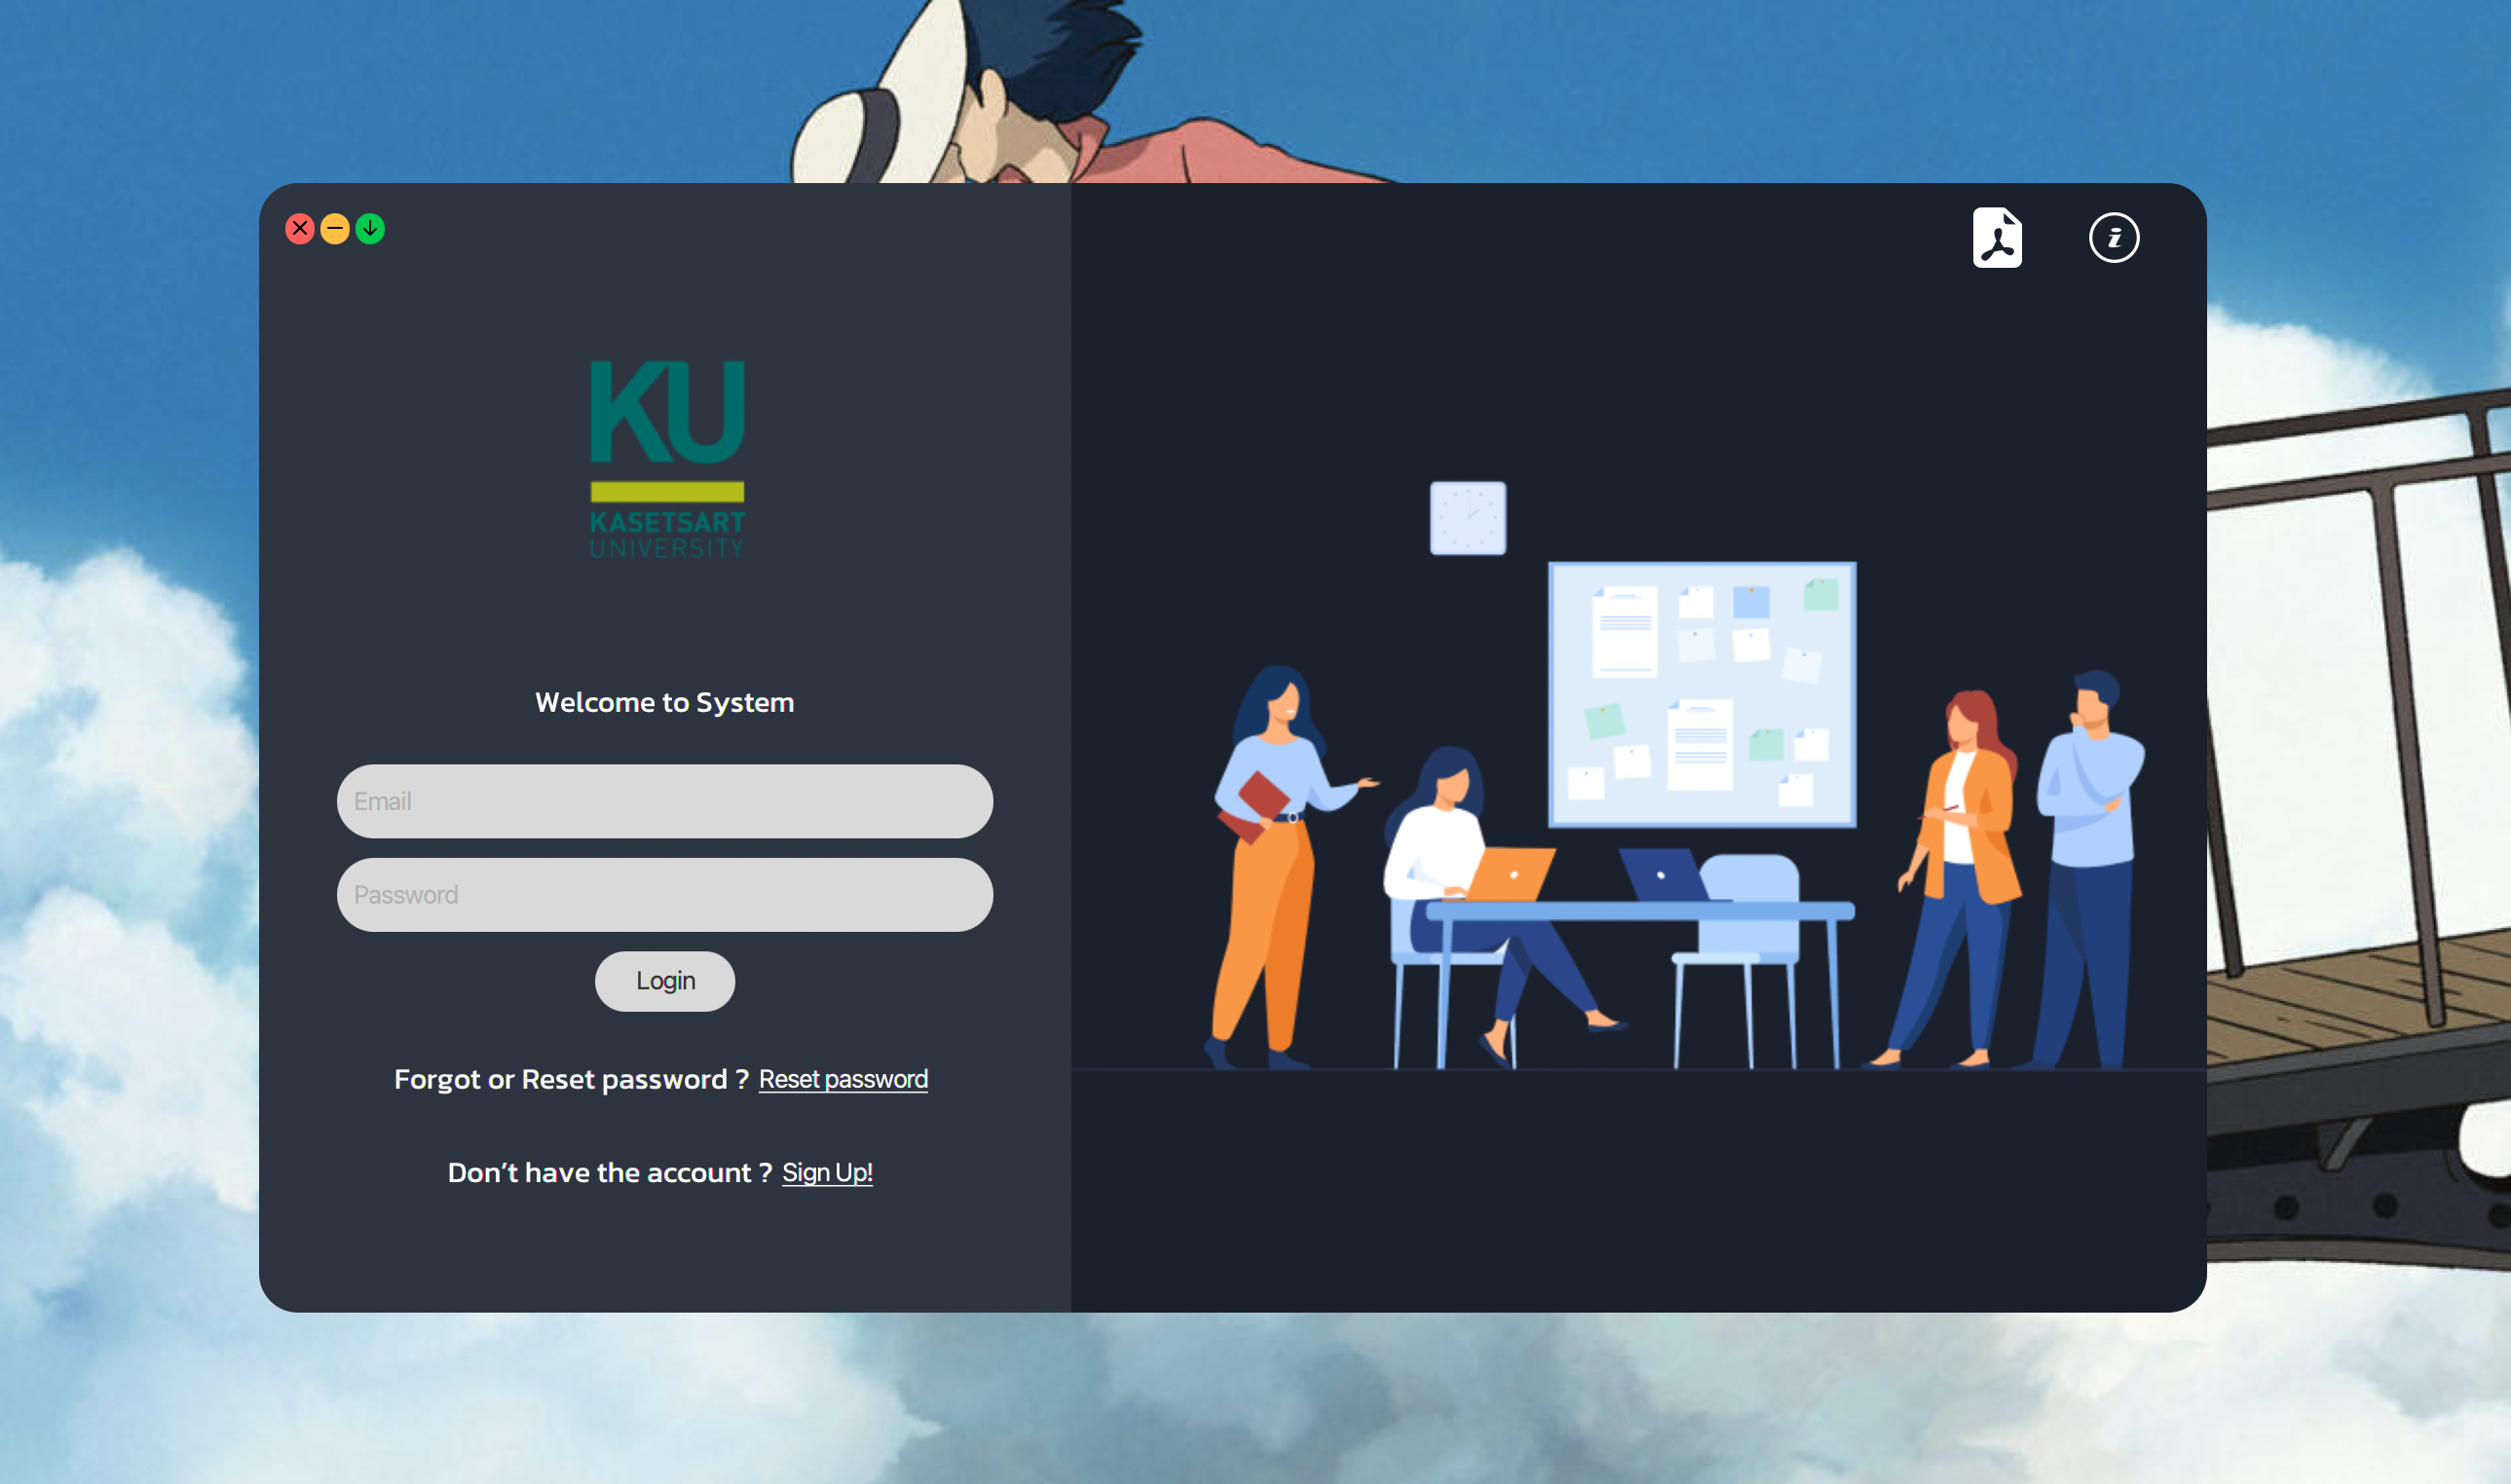 KU
KASETSART
UNIVERSITY
Welcome to System
Email
Password
Login
Forgot or Reset password ? Reset password
Don't have the account ? Sign Up!